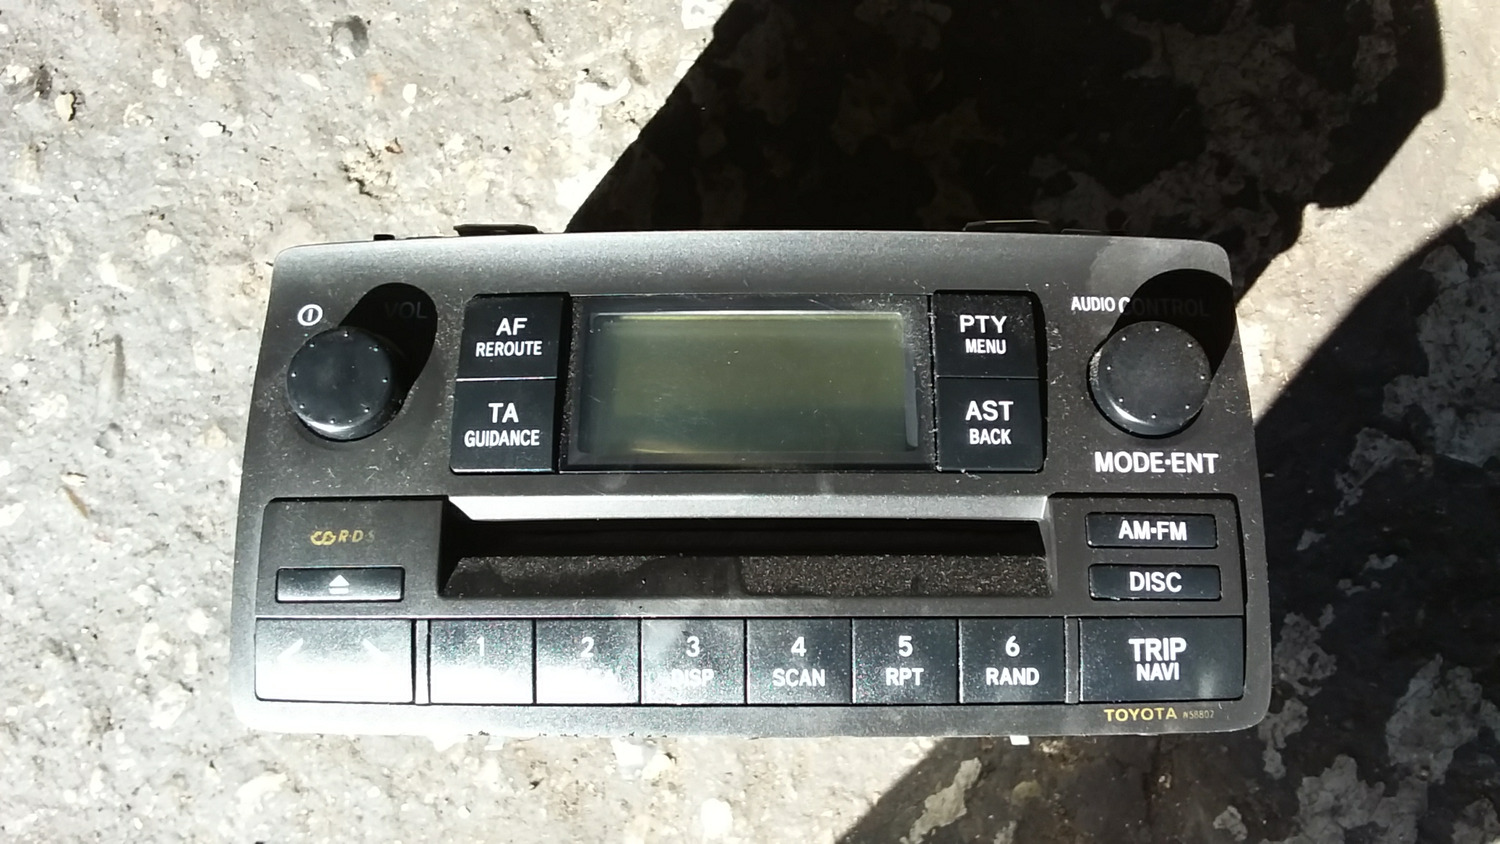 VOL
AUDIO CONTROL
AF
REROUTE
PTY
MENU
TA
GUIDANCE
AST
BACK
MODE•ENT
R•D•S
AM•FM
DISC
1
2
3
DISP
4
SCAN
5
RPT
6
RAND
TRIP
NAVI
TOYOTA